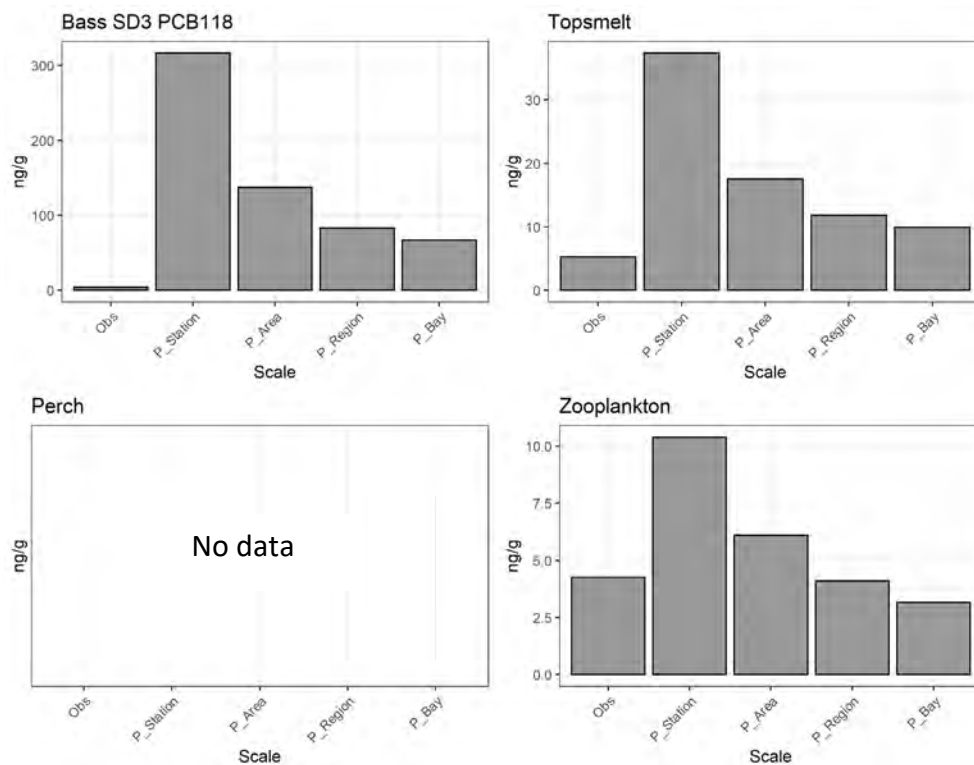 Bass SD3 PCB118
ng/g
300
200
100
0
Obs
P_Station
P_Area
P_Region
P_Bay
Scale
Topsmelt
ng/g
30
20
10
0
Obs
P_Station
P_Area
P_Region
P_Bay
Scale
Perch
ng/g
No data
Obs
P_Station
P_Area
P_Region
P_Bay
Scale
Zooplankton
ng/g
10.0
7.5
5.0
2.5
0.0
Obs
P_Station
P_Area
P_Region
P_Bay
Scale